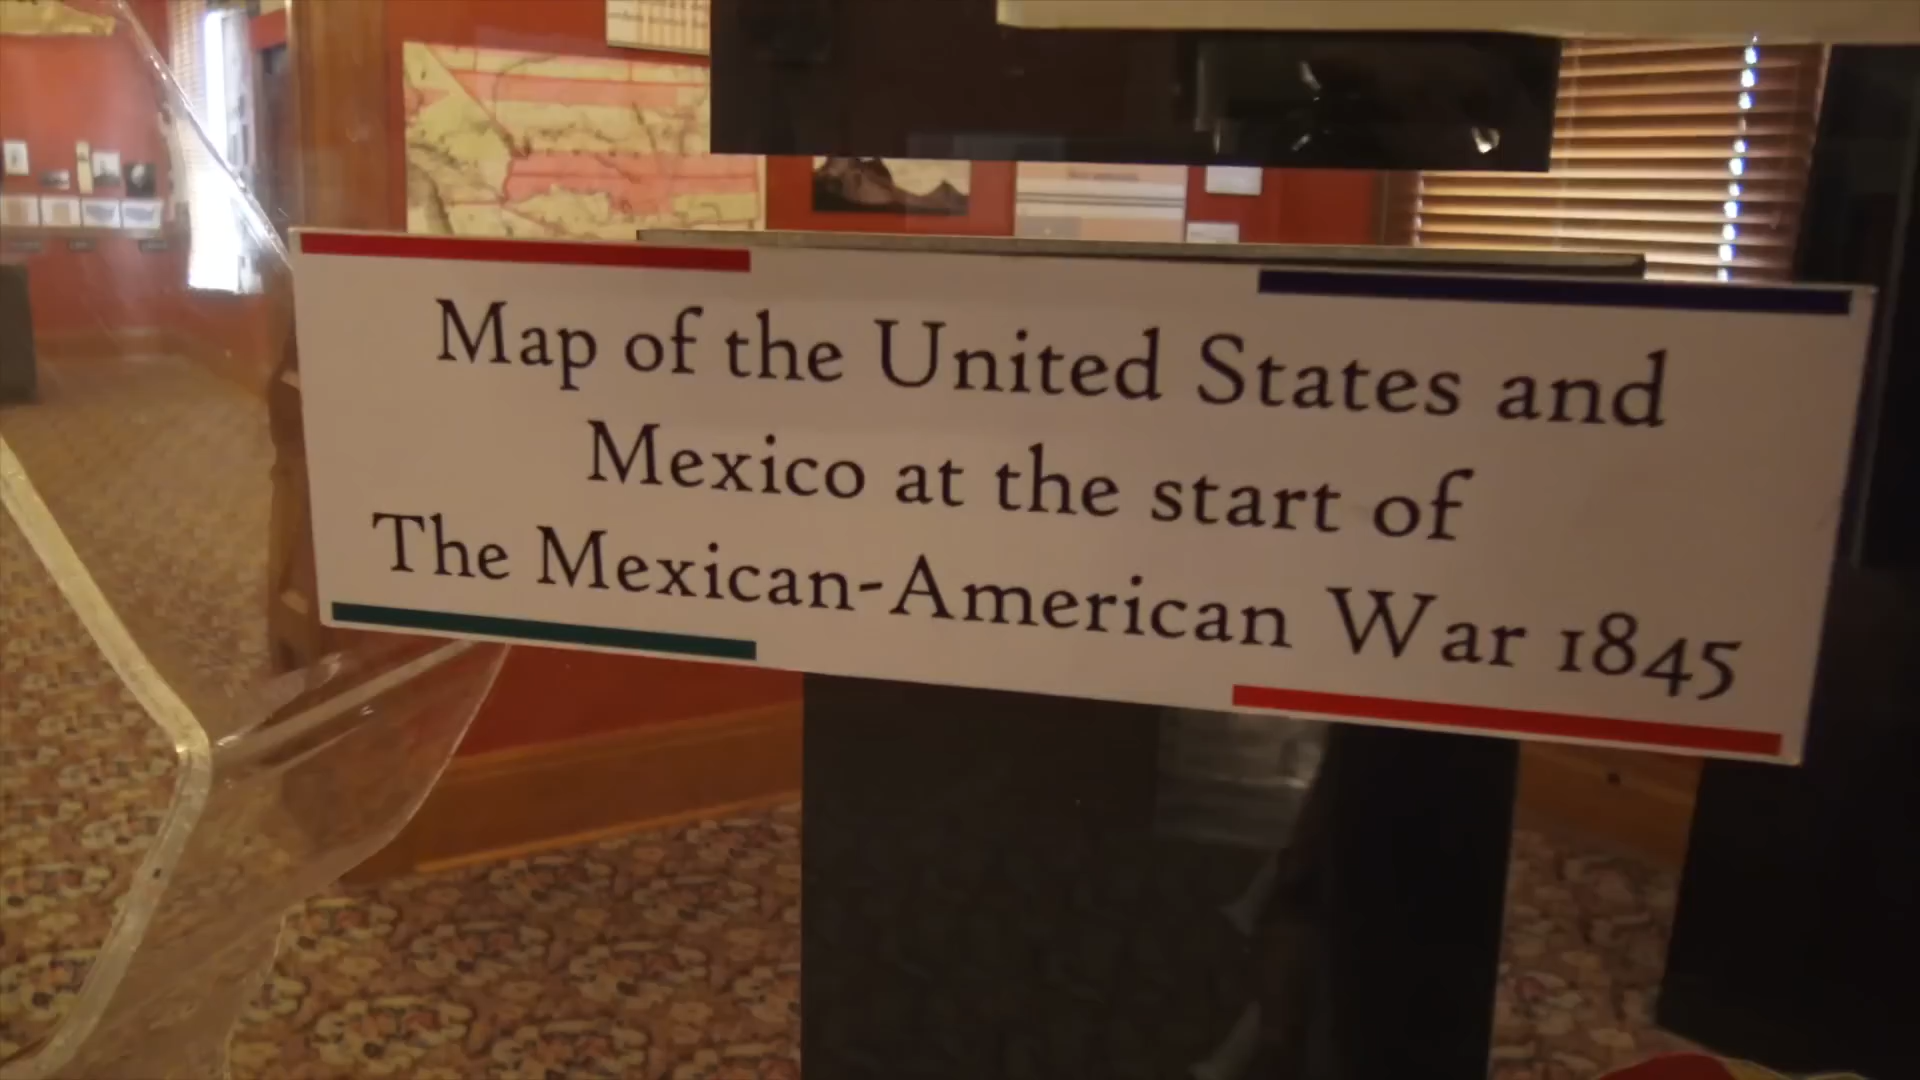 Map of the United States and
Mexico at the start of
The Mexican-American War 1845